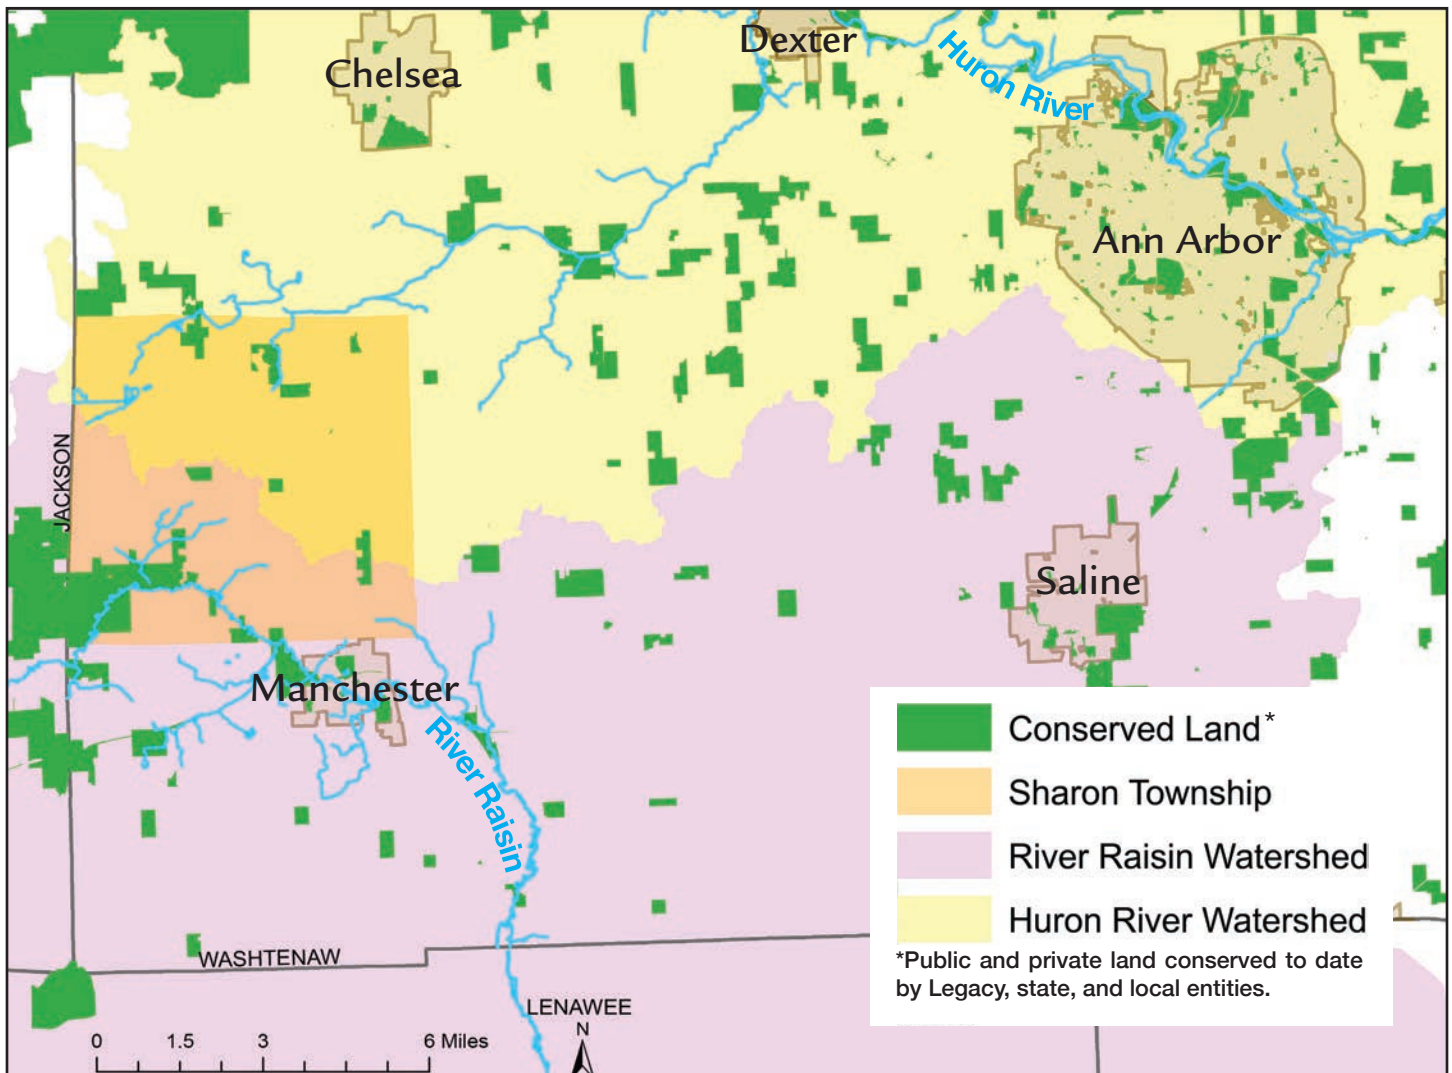 Dexter
Chelsea
Huron River
Ann Arbor
JACKSON
Saline
Manchester
River Raisin
Conserved Land*
Sharon Township
River Raisin Watershed
Huron River Watershed
*Public and private land conserved to date
by Legacy, state, and local entities.
WASHTENAW
LENAWEE
N
0 1.5 3 6 Miles